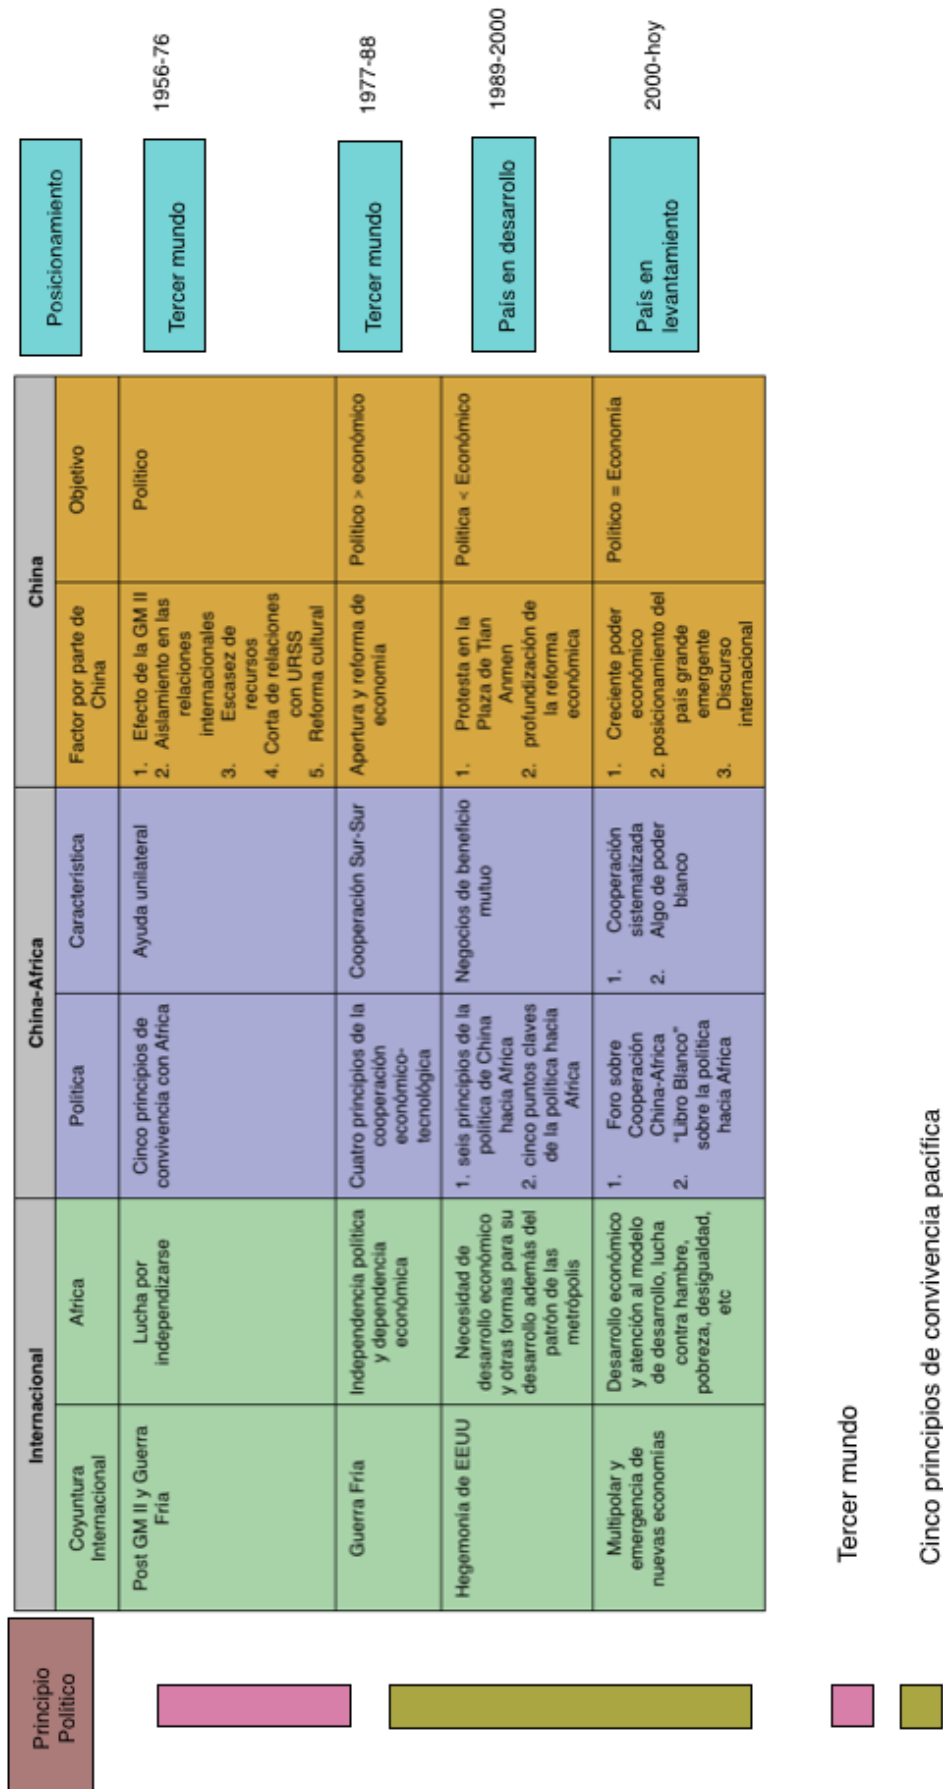 Principio
Político
Internacional
China-Africa
China
Posicionamiento
Coyuntura
Internacional
Africa
Política
Característica
Factor por parte de
China
Objetivo
Post GM II y Guerra
Fría
Lucha por
independizarse
Cinco principios de
convivencia con Africa
Ayuda unilateral
1. Efecto de la GM II
2. Aislamiento en las
relaciones
internacionales
3. Escasez de
recursos
4. Corta de relaciones
con URSS
5. Reforma cultural
Político
Tercer mundo
1956-76
Guerra Fría
Independencia política
y dependencia
económica
Cuatro principios de la
cooperación
económico-
tecnológica
Cooperación Sur-Sur
Apertura y reforma de
economía
Político > económico
Tercer mundo
1977-88
Hegemonía de EEUU
Necesidad de
desarrollo económico
y otras formas para su
desarrollo además del
patrón de las
metrópolis
1. seis principios de la
política de China
hacia Africa
2. cinco puntos claves
de la política hacia
Africa
Negocios de beneficio
mutuo
1. Protesta en la
Plaza de Tian
Anmen
2. profundización de
la reforma
económica
Política < Económico
País en desarrollo
1989-2000
Multipolar y
emergencia de
nuevas economías
Desarrollo económico
y atención al modelo
de desarrollo, lucha
contra hambre,
pobreza, desigualdad,
etc
1. Foro sobre
Cooperación
China-Africa
2. "Libro Blanco"
sobre la política
hacia Africa
1. Cooperación
sistematizada
2. Algo de poder
blanco
1. Creciente poder
económico
2. posicionamiento del
país grande
emergente
3. Discurso
internacional
Político = Economía
País en
levantamiento
2000-hoy
Tercer mundo
Cinco principios de convivencia pacífica